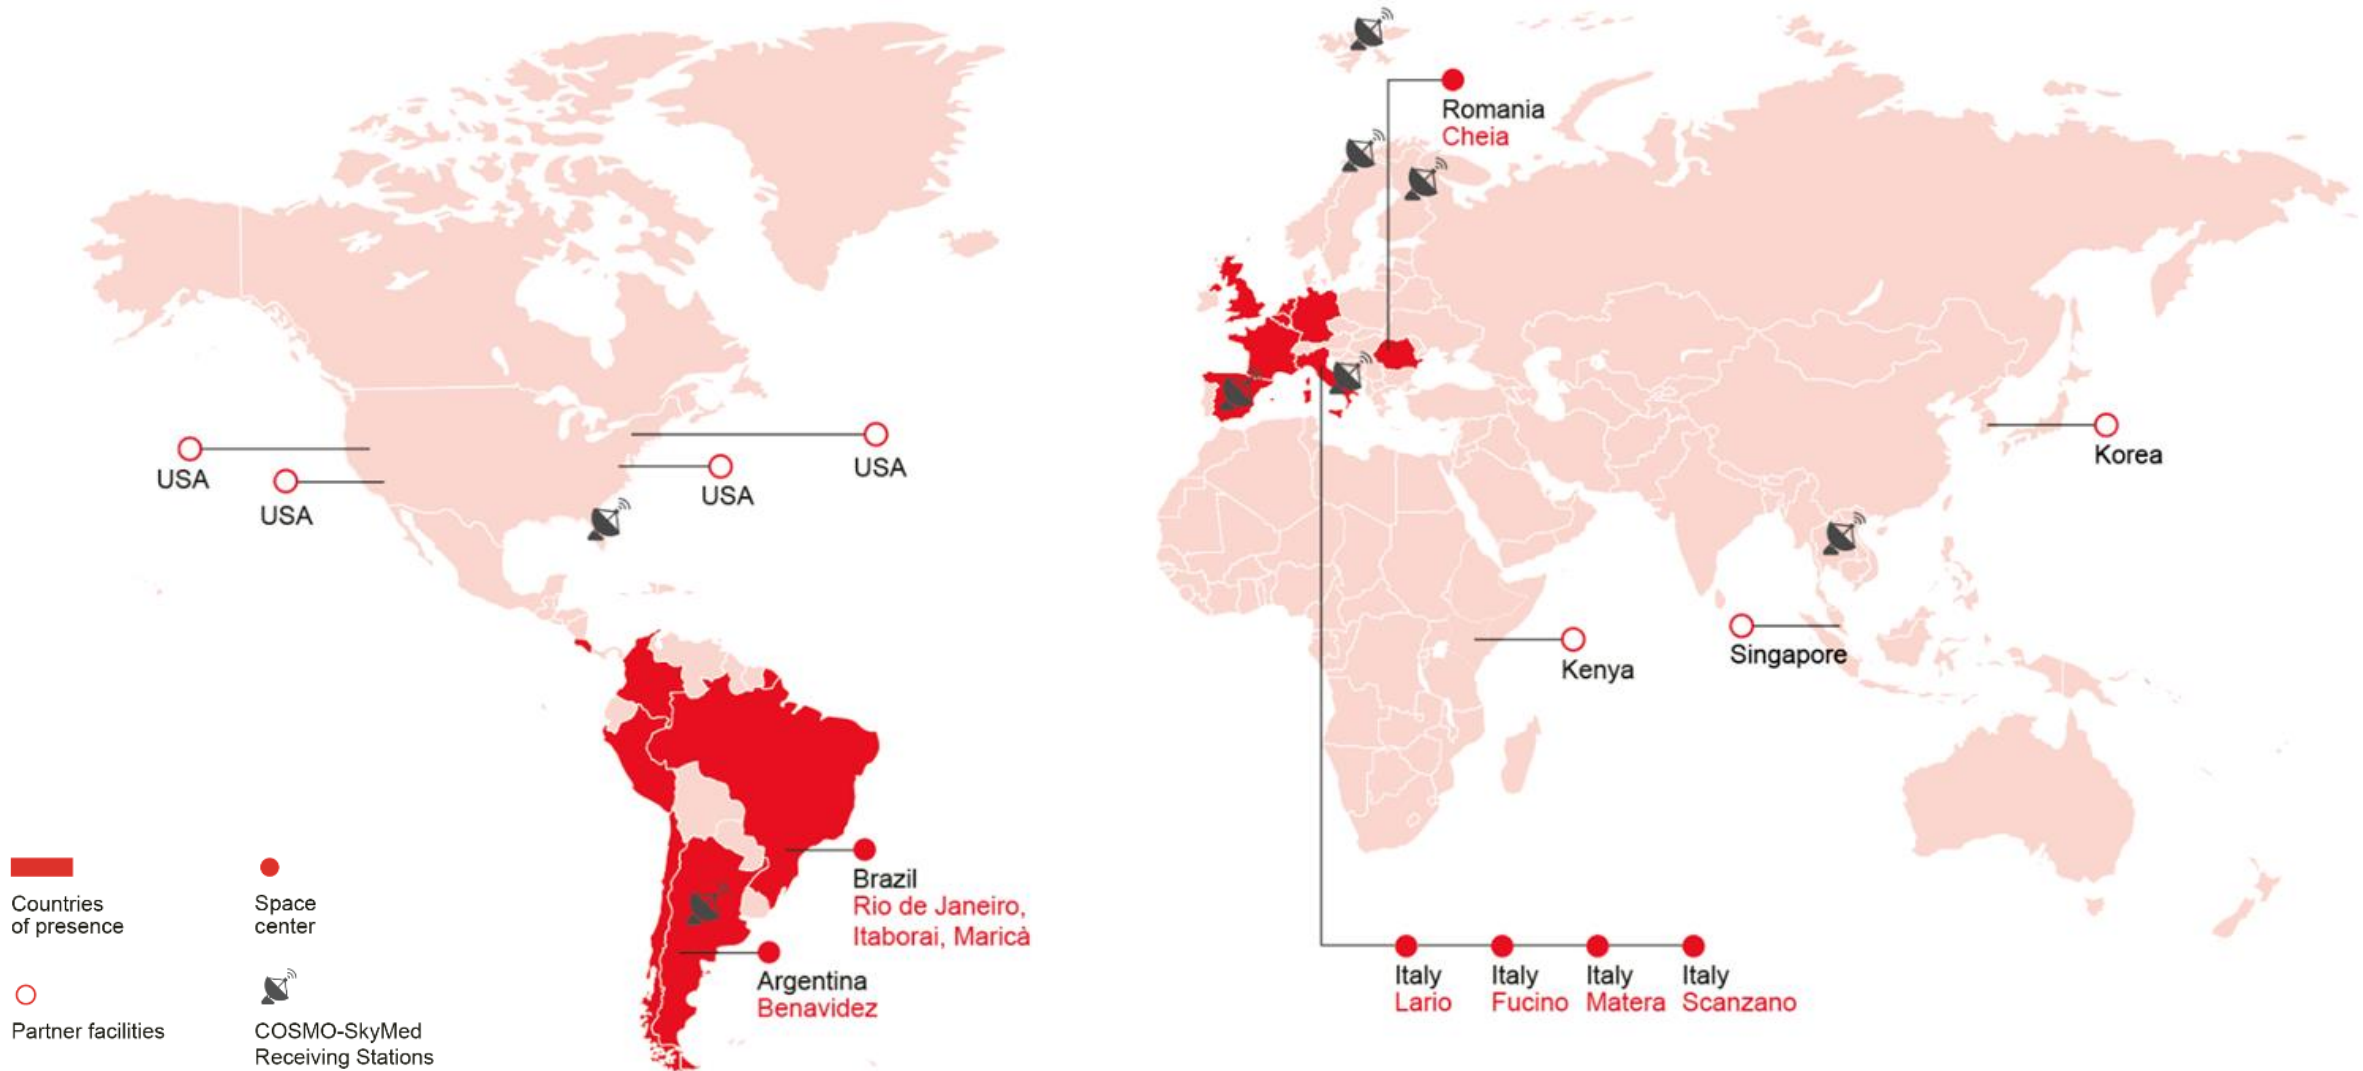 Romania
Cheia
USA
USA
USA
USA
Korea
Kenya
Singapore
Brazil
Rio de Janeiro,
Itaborai, Maricà
Argentina
Benavidez
Italy
Lario
Italy
Fucino
Italy
Matera
Italy
Scanzano
Countries
of presence
Space
center
Partner facilities
COSMO-SkyMed
Receiving Stations